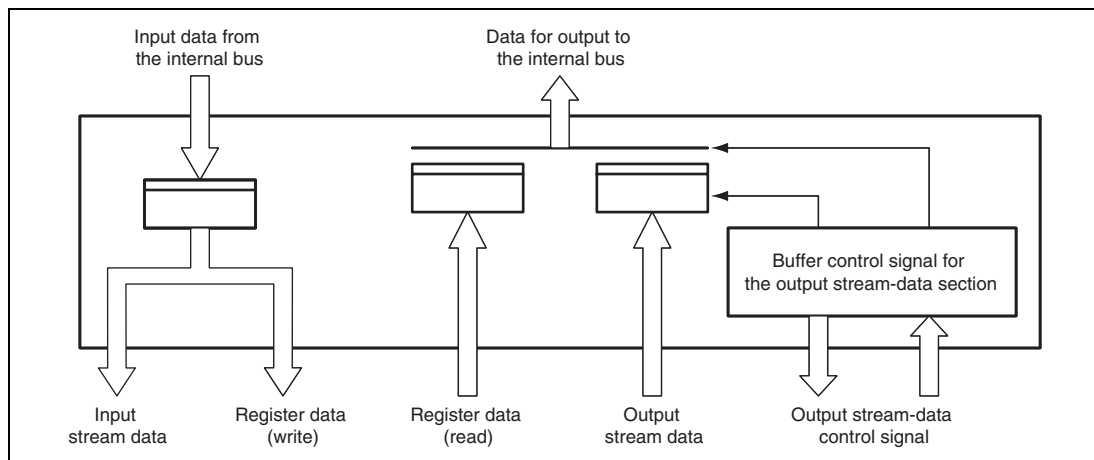 Input data from
the internal bus
Data for output to
the internal bus
Buffer control signal for
the output stream-data section
Input
stream data
Register data
(write)
Register data
(read)
Output
stream data
Output stream-data
control signal